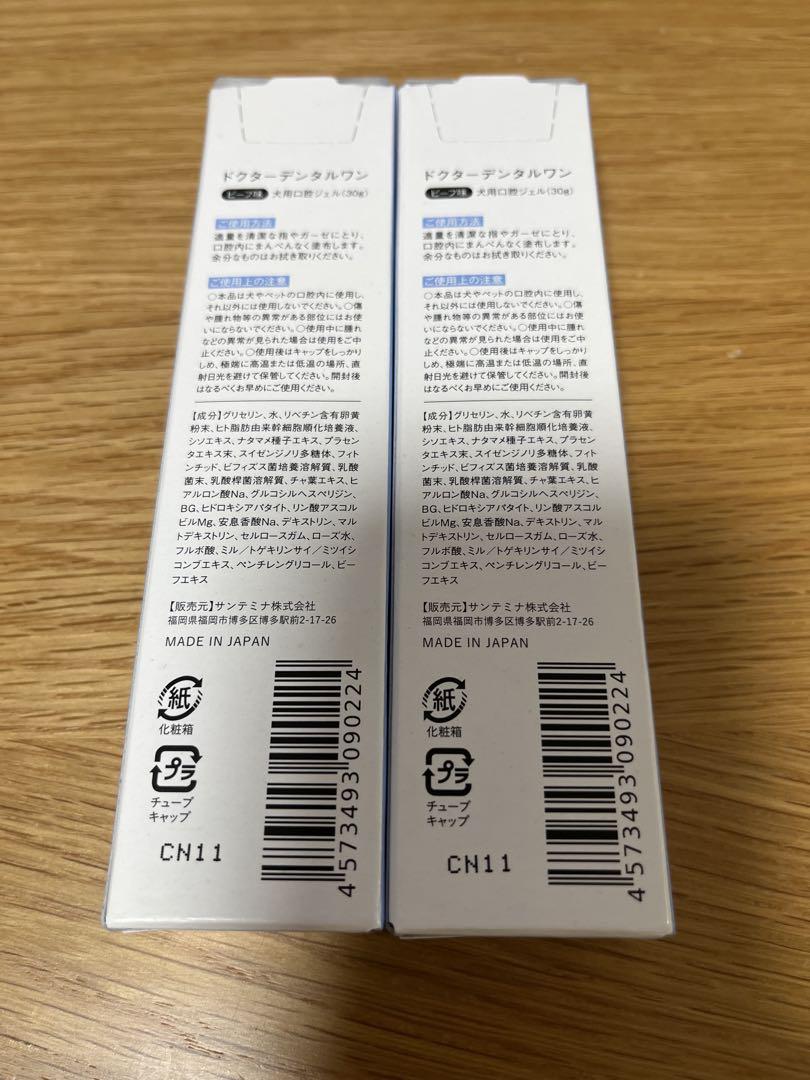 ドクターデンタルワン
ビーフ味 犬用口腔ジェル(30g)
ご使用方法
適量を清潔な指やガーゼにとり、
口腔内にまんべんなく塗布します。
余分なものはお拭き取りください。
ご使用上の注意
○本品は犬やペットの口腔内に使用し、
それ以外には使用しないでください。○傷
や腫れ物等の異常がある部位にはお使
いにならないでください。○使用中に腫れ
などの異常が見られた場合は使用をご中
止ください。○使用後はキャップをしっかり
しめ、極端に高温または低温の場所、直
射日光を避けて保管してください。開封後
はなるべくお早めにご使用ください。
【成分】グリセリン、水、リベチン含有卵黄
粉末、ヒト脂肪由来幹細胞順化培養液、
シソエキス、ナタマメ種子エキス、プラセン
タエキス末、スイゼンジノリ多糖体、フィト
ンチッド、ビフィズス菌培養溶解質、乳酸
菌末、乳酸桿菌溶解質、チャ葉エキス、ヒ
アルロン酸Na、グルコシルヘスペリジン、
BG、ヒドロキシアパタイト、リン酸アスコル
ビルMg、安息香酸Na、デキストリン、マル
トデキストリン、セルロースガム、ローズ水、
フルボ酸、ミル／トゲキリンサイ／ミツイシ
コンブエキス、ペンチレングリコール、ビー
フエキス
【販売元】サンテミナ株式会社
福岡県福岡市博多区博多駅前2-17-26
MADE IN JAPAN
紙
化粧箱
プラ
チューブ
キャップ
CN11
4573493090224
ドクターデンタルワン
ビーフ味 犬用口腔ジェル(30g)
ご使用方法
適量を清潔な指やガーゼにとり、
口腔内にまんべんなく塗布します。
余分なものはお拭き取りください。
ご使用上の注意
○本品は犬やペットの口腔内に使用し、
それ以外には使用しないでください。○傷
や腫れ物等の異常がある部位にはお使
いにならないでください。○使用中に腫れ
などの異常が見られた場合は使用をご中
止ください。○使用後はキャップをしっかり
しめ、極端に高温または低温の場所、直
射日光を避けて保管してください。開封後
はなるべくお早めにご使用ください。
【成分】グリセリン、水、リベチン含有卵黄
粉末、ヒト脂肪由来幹細胞順化培養液、
シソエキス、ナタマメ種子エキス、プラセン
タエキス末、スイゼンジノリ多糖体、フィト
ンチッド、ビフィズス菌培養溶解質、乳酸
菌末、乳酸桿菌溶解質、チャ葉エキス、ヒ
アルロン酸Na、グルコシルヘスペリジン、
BG、ヒドロキシアパタイト、リン酸アスコル
ビルMg、安息香酸Na、デキストリン、マル
トデキストリン、セルロースガム、ローズ水、
フルボ酸、ミル／トゲキリンサイ／ミツイシ
コンブエキス、ペンチレングリコール、ビー
フエキス
【販売元】サンテミナ株式会社
福岡県福岡市博多区博多駅前2-17-26
MADE IN JAPAN
紙
化粧箱
プラ
チューブ
キャップ
CN11
4573493090224